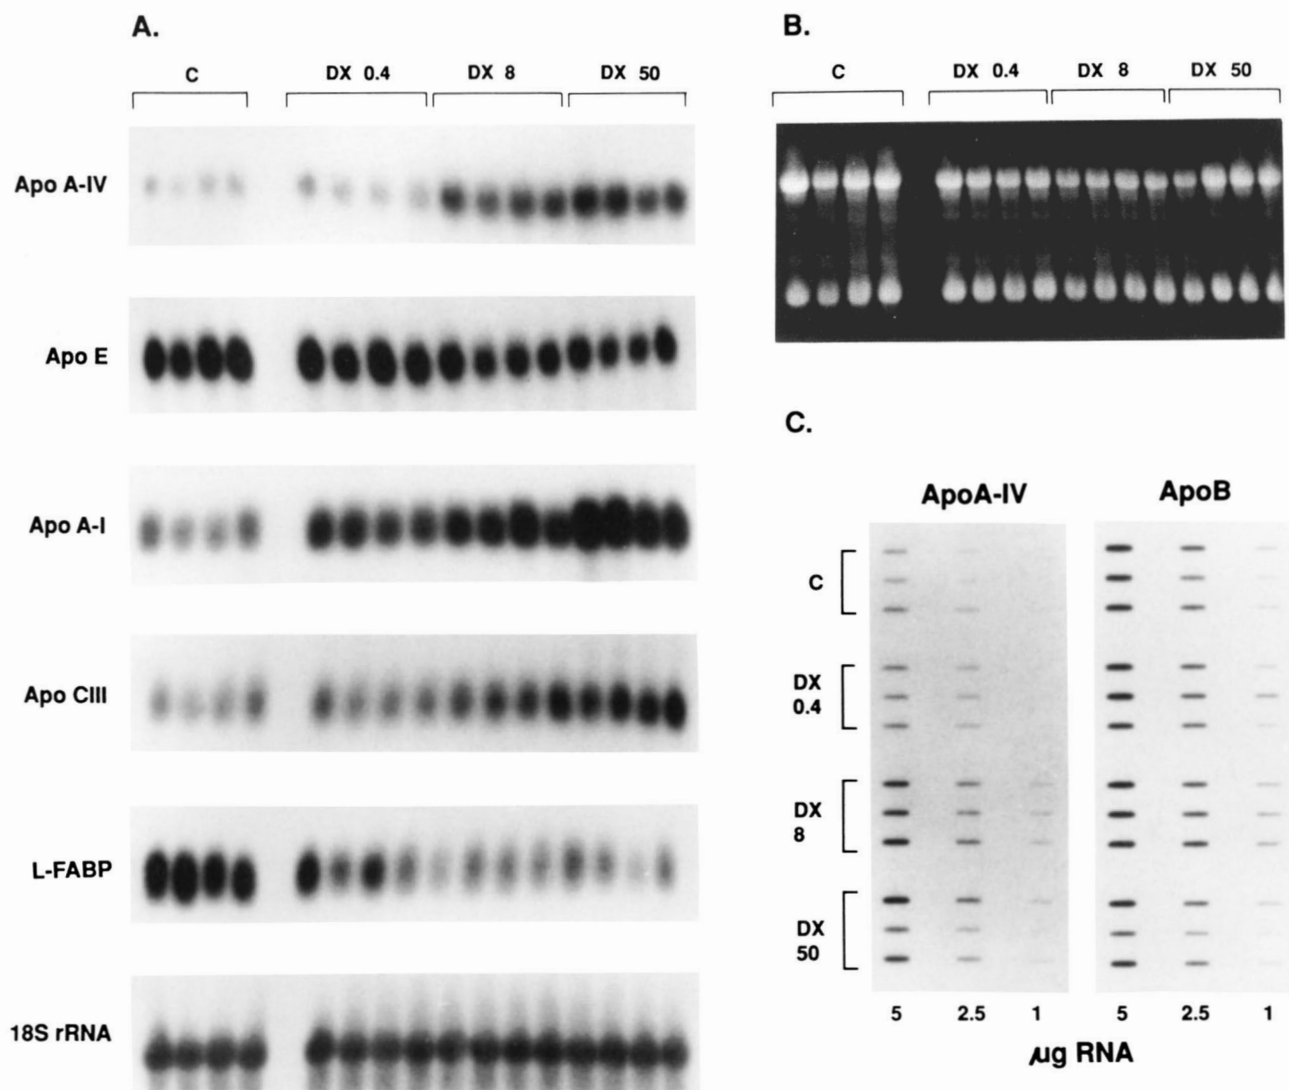 A.
C DX 0.4 DX 8 DX 50
Apo A-IV
Apo E
Apo A-I
Apo CIII
L-FABP
18S rRNA
B.
C DX 0.4 DX 8 DX 50
C.
ApoA-IV ApoB
C
DX
0.4
DX
8
DX
50
5 2.5 1 5 2.5 1
µg RNA